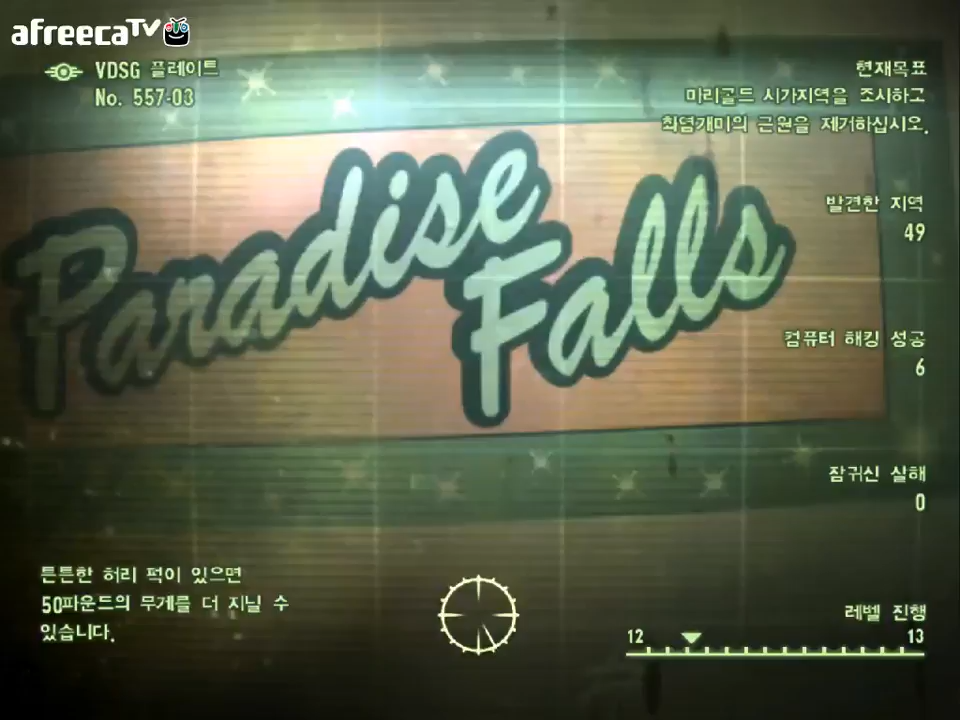 afreecaTV
VDSG 플레이트
No. 557-03
현재목표
마리골드 시가지역을 조사하고
화염개미의 근원을 제거하십시오.
Paradise
Falls
발견한 지역
49
컴퓨터 해킹 성공
6
잠귀신 살해
0
튼튼한 허리 퍽이 있으면
50파운드의 무게를 더 지닐 수
있습니다.
레벨 진행
12 13